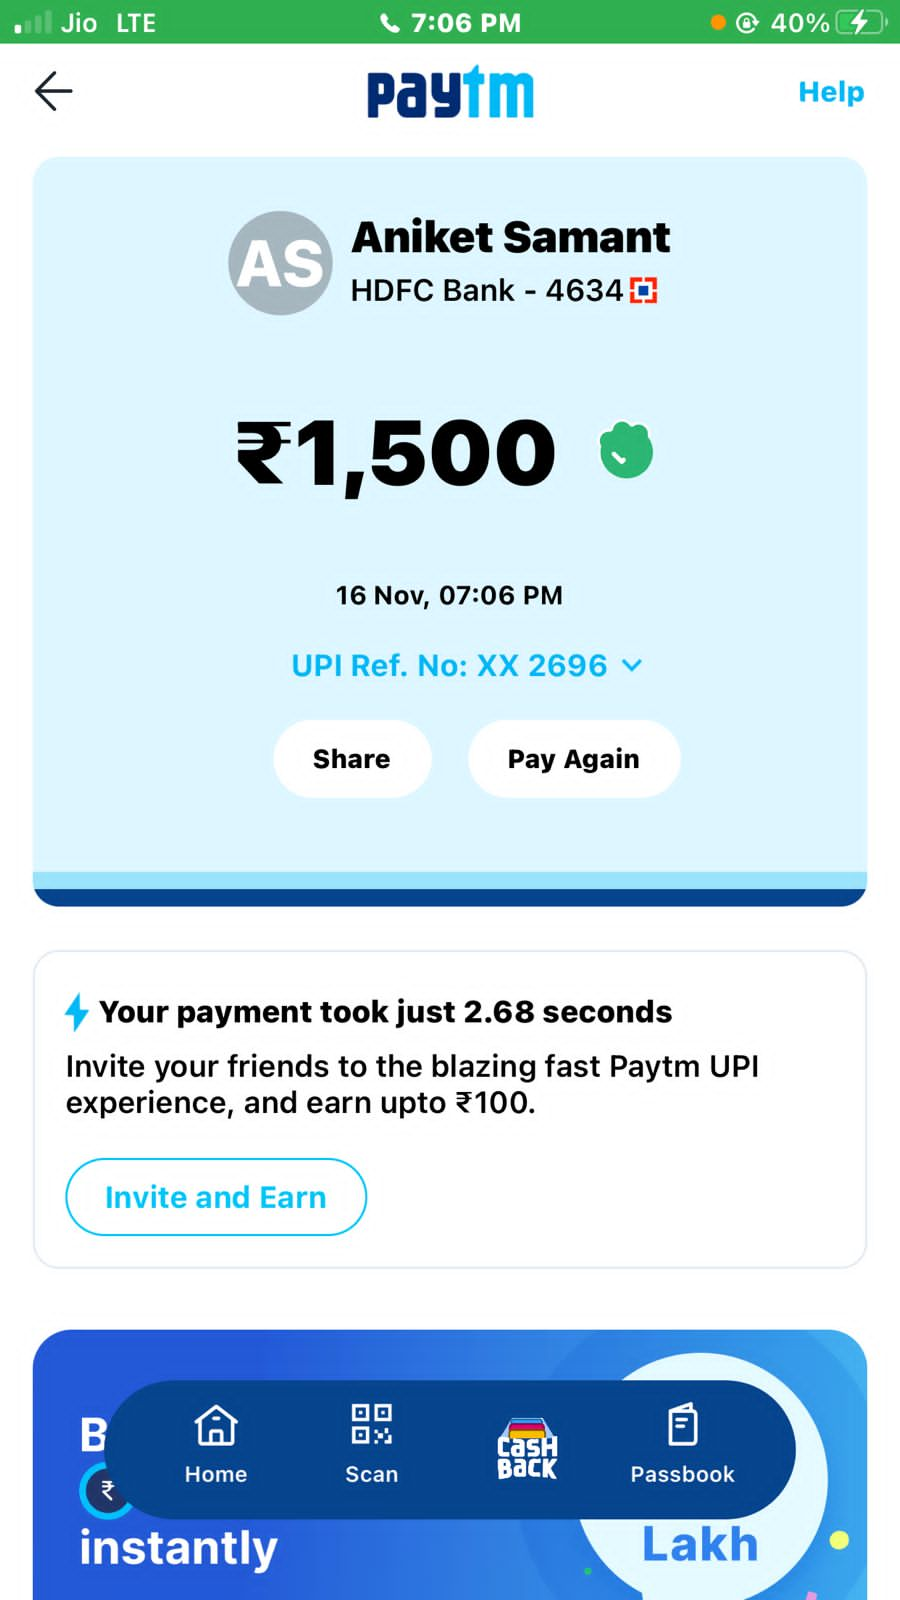 Jio LTE 7:06 PM 40%
paytm
Help
AS
Aniket Samant
HDFC Bank - 4634
₹1,500
16 Nov, 07:06 PM
UPI Ref. No: XX 2696
Share
Pay Again
Your payment took just 2.68 seconds
Invite your friends to the blazing fast Paytm UPI
experience, and earn upto ₹100.
Invite and Earn
Home
Scan
CASH
BACK
Passbook
₹
instantly
Lakh